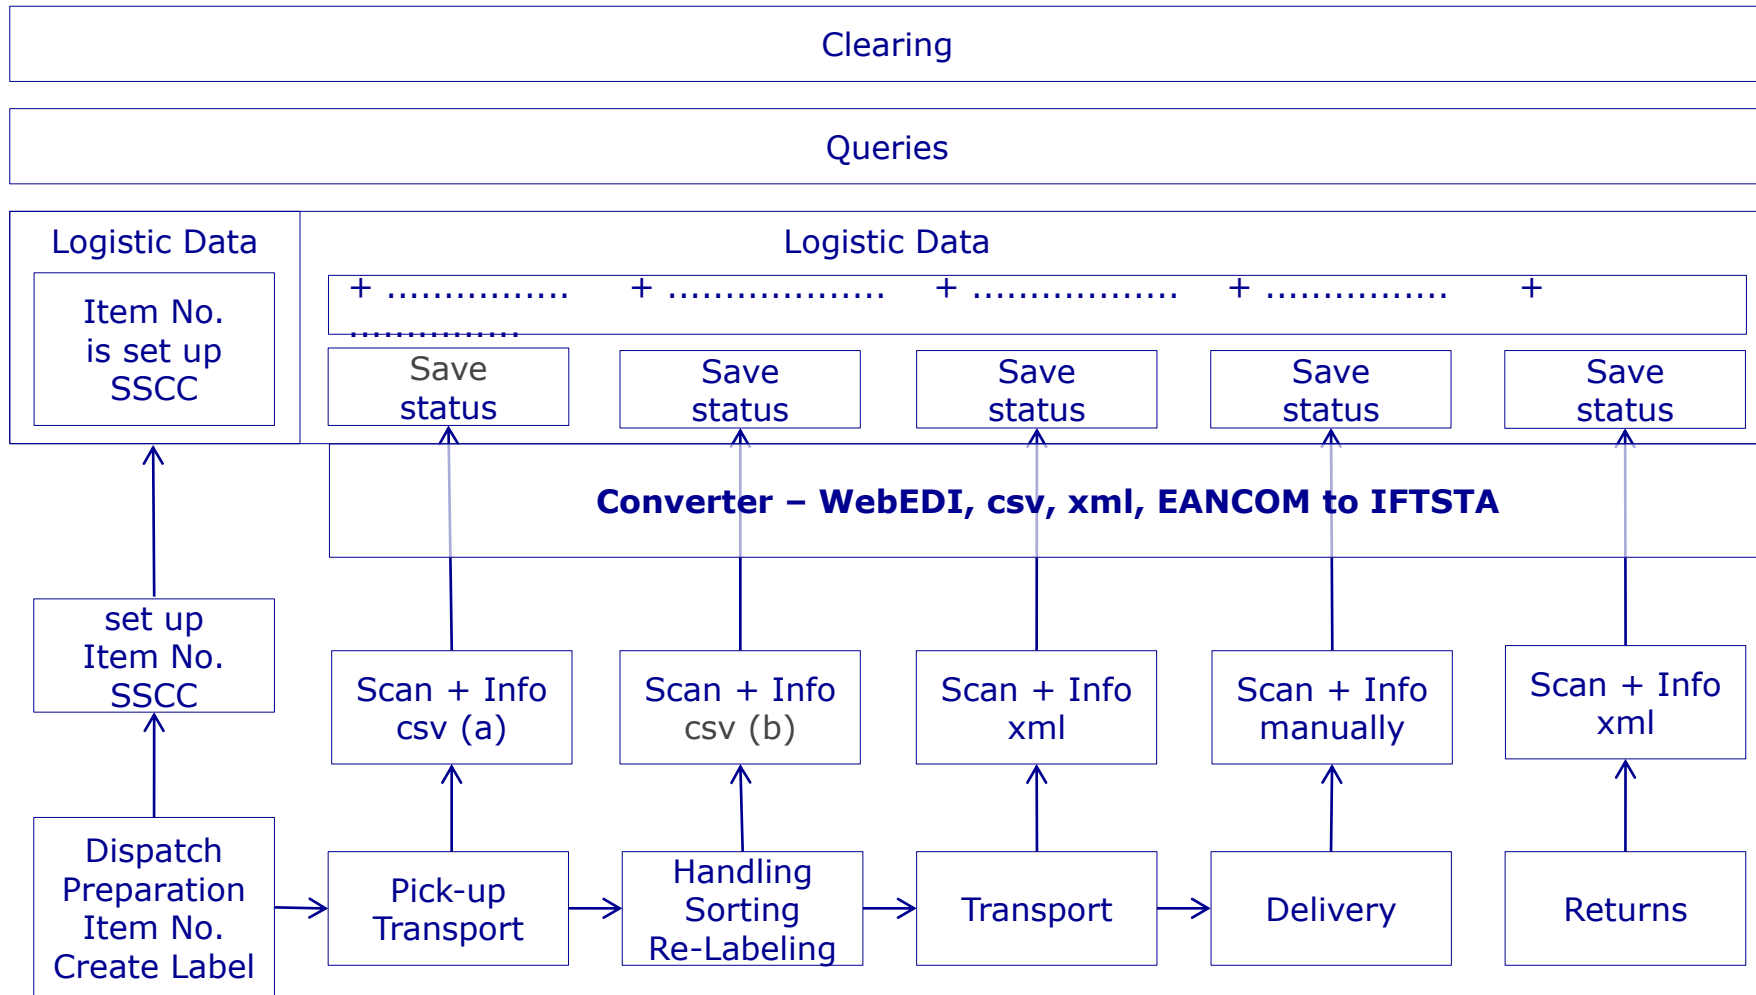 Clearing
Queries
Logistic Data
Item No.
is set up
SSCC
Logistic Data
+ ................ + ................... + .................. + ................ +
...............
Save
status
Save
status
Save
status
Save
status
Save
status
Converter – WebEDI, csv, xml, EANCOM to IFTSTA
set up
Item No.
SSCC
Scan + Info
csv (a)
Scan + Info
csv (b)
Scan + Info
xml
Scan + Info
manually
Scan + Info
xml
Dispatch
Preparation
Item No.
Create Label
Pick-up
Transport
Handling
Sorting
Re-Labeling
Transport
Delivery
Returns